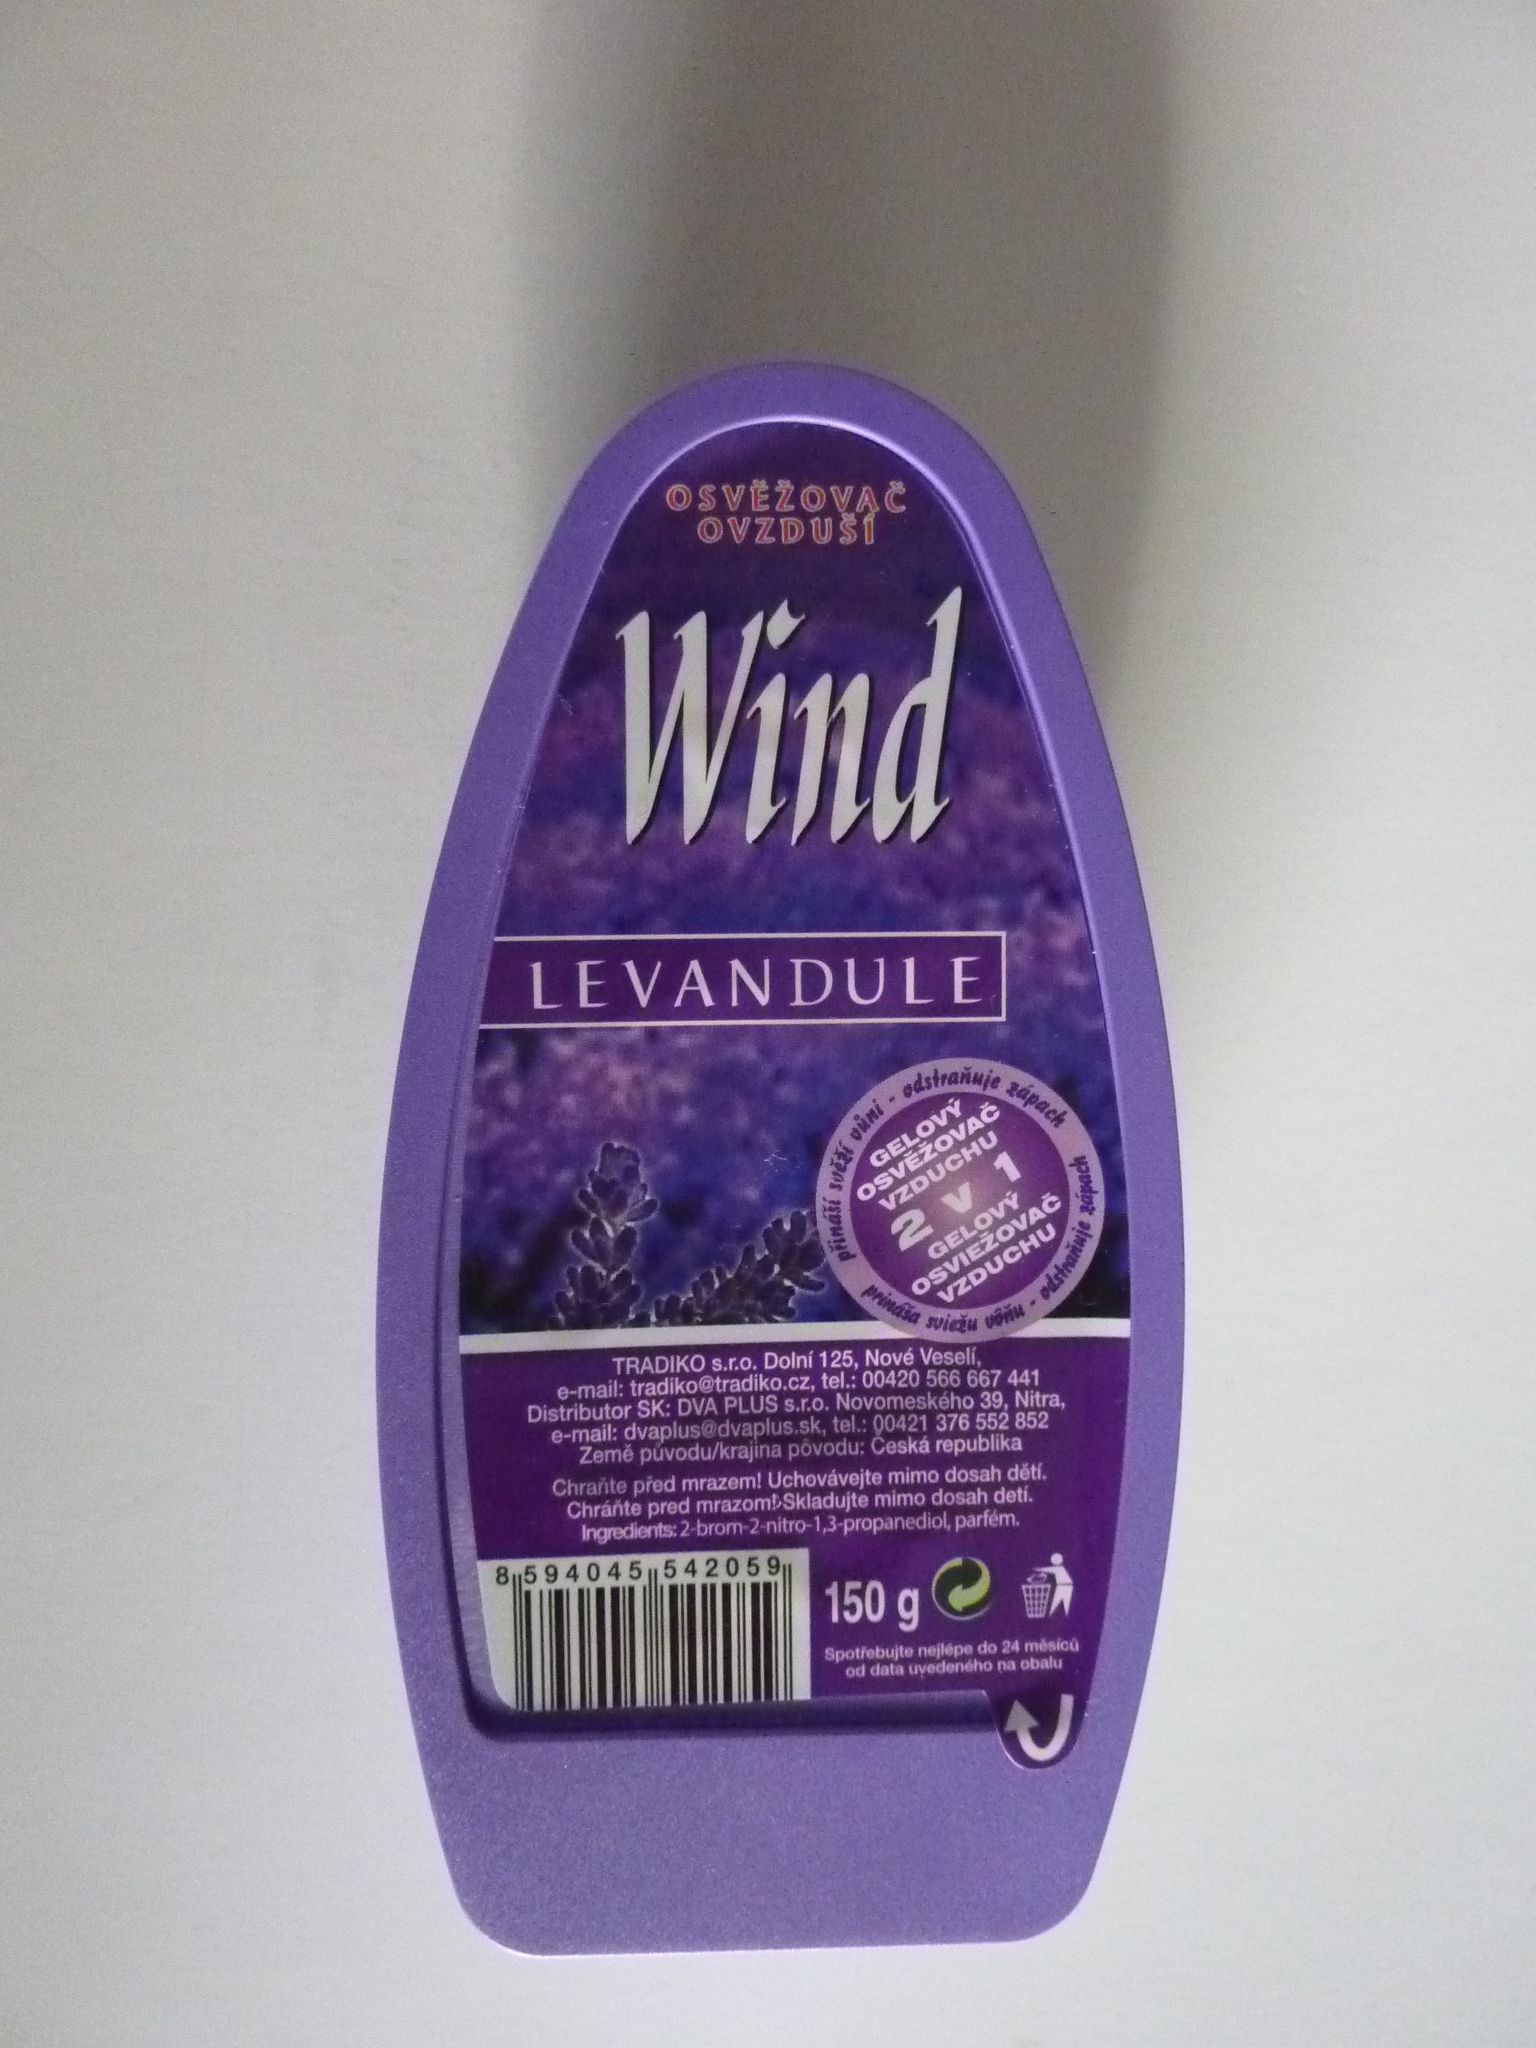 OSVĚŽOVAČ
OVZDUŠÍ
Wind
LEVANDULE
přináší svěží vůni - odstraňuje zápach
GELOVÝ
OSVĚŽOVAČ
VZDUCHU
2 v 1
GELOVÝ
OSVIEŽOVAČ
VZDUCHU
prináša sviežu vôňu - odstraňuje zápach
TRADIKO s.r.o. Dolní 125, Nové Veselí,
e-mail: tradiko@tradiko.cz, tel.: 00420 566 667 441
Distributor SK: DVA PLUS s.r.o. Novomeského 39, Nitra,
e-mail: dvaplus@dvaplus.sk, tel.: 00421 376 552 852
Země původu/krajina pôvodu: Česká republika
Chraňte před mrazem! Uchovávejte mimo dosah dětí.
Chráňte pred mrazom! Skladujte mimo dosah detí.
Ingredients: 2-brom-2-nitro-1,3-propanediol, parfém.
8 594045 542059
150 g
Spotřebujte nejlépe do 24 měsíců
od data uvedeného na obalu